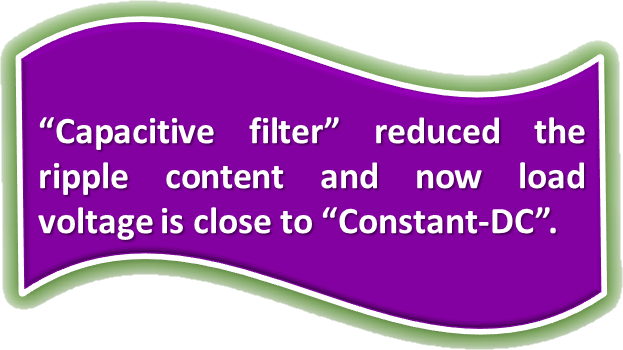 “Capacitive filter” reduced the
ripple content and now load
voltage is close to “Constant-DC”.